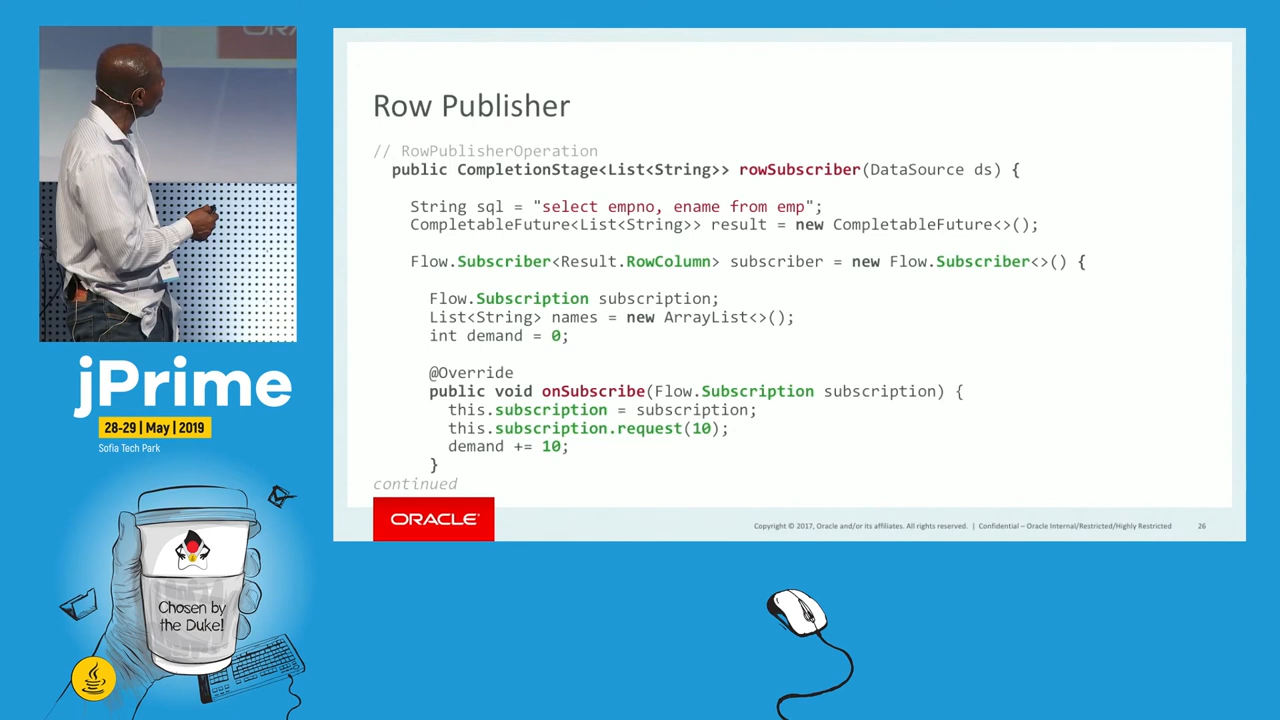 ORA
Row Publisher
// RowPublisherOperation
public CompletionStage<List<String>> rowSubscriber(DataSource ds) {
String sql = "select empno, ename from emp";
CompletableFuture<List<String>> result = new CompletableFuture<>();
Flow.Subscriber<Result.RowColumn> subscriber = new Flow.Subscriber<>() {
Flow.Subscription subscription;
List<String> names = new ArrayList<>();
int demand = 0;
@Override
public void onSubscribe(Flow.Subscription subscription) {
this.subscription = subscription;
this.subscription.request(10);
demand += 10;
}
continued
ORACLE
Copyright © 2017, Oracle and/or its affiliates. All rights reserved. | Confidential – Oracle Internal/Restricted/Highly Restricted 26
jPrime
28-29 | May | 2019
Sofia Tech Park
Chosen by
the Duke!